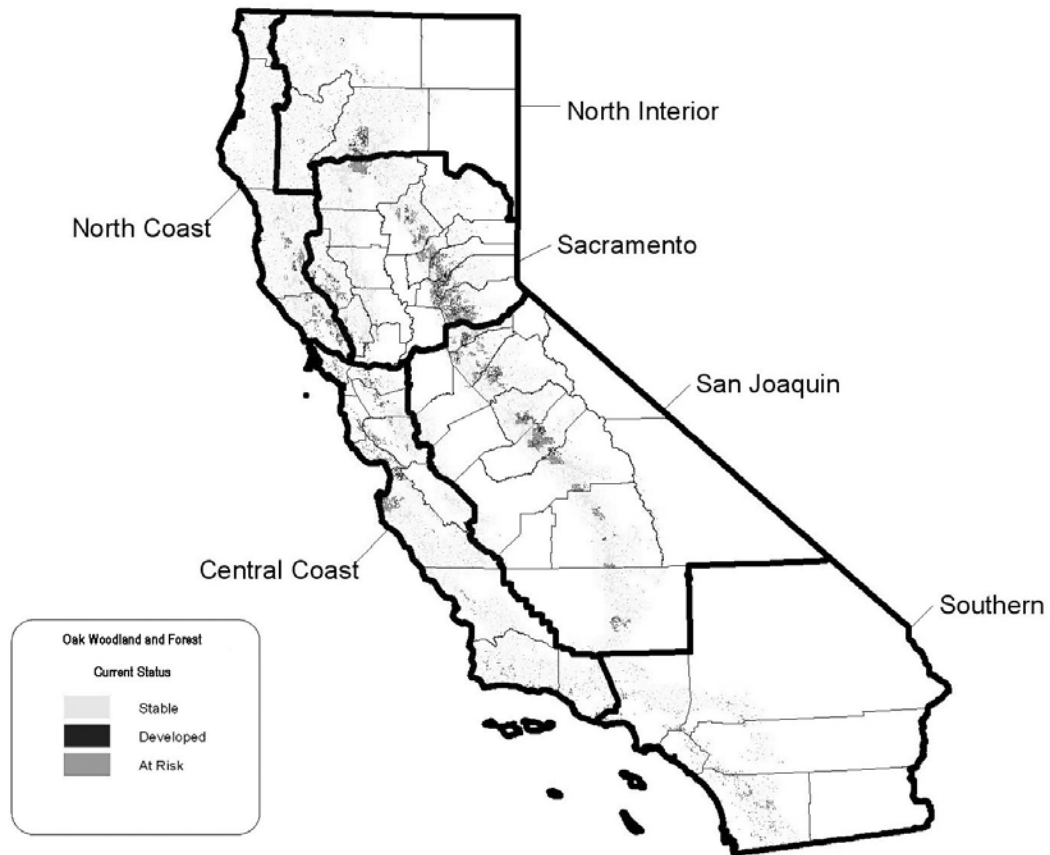 North Interior
North Coast
Sacramento
San Joaquin
Central Coast
Southern
Oak Woodland and Forest
Current Status
Stable
Developed
At Risk